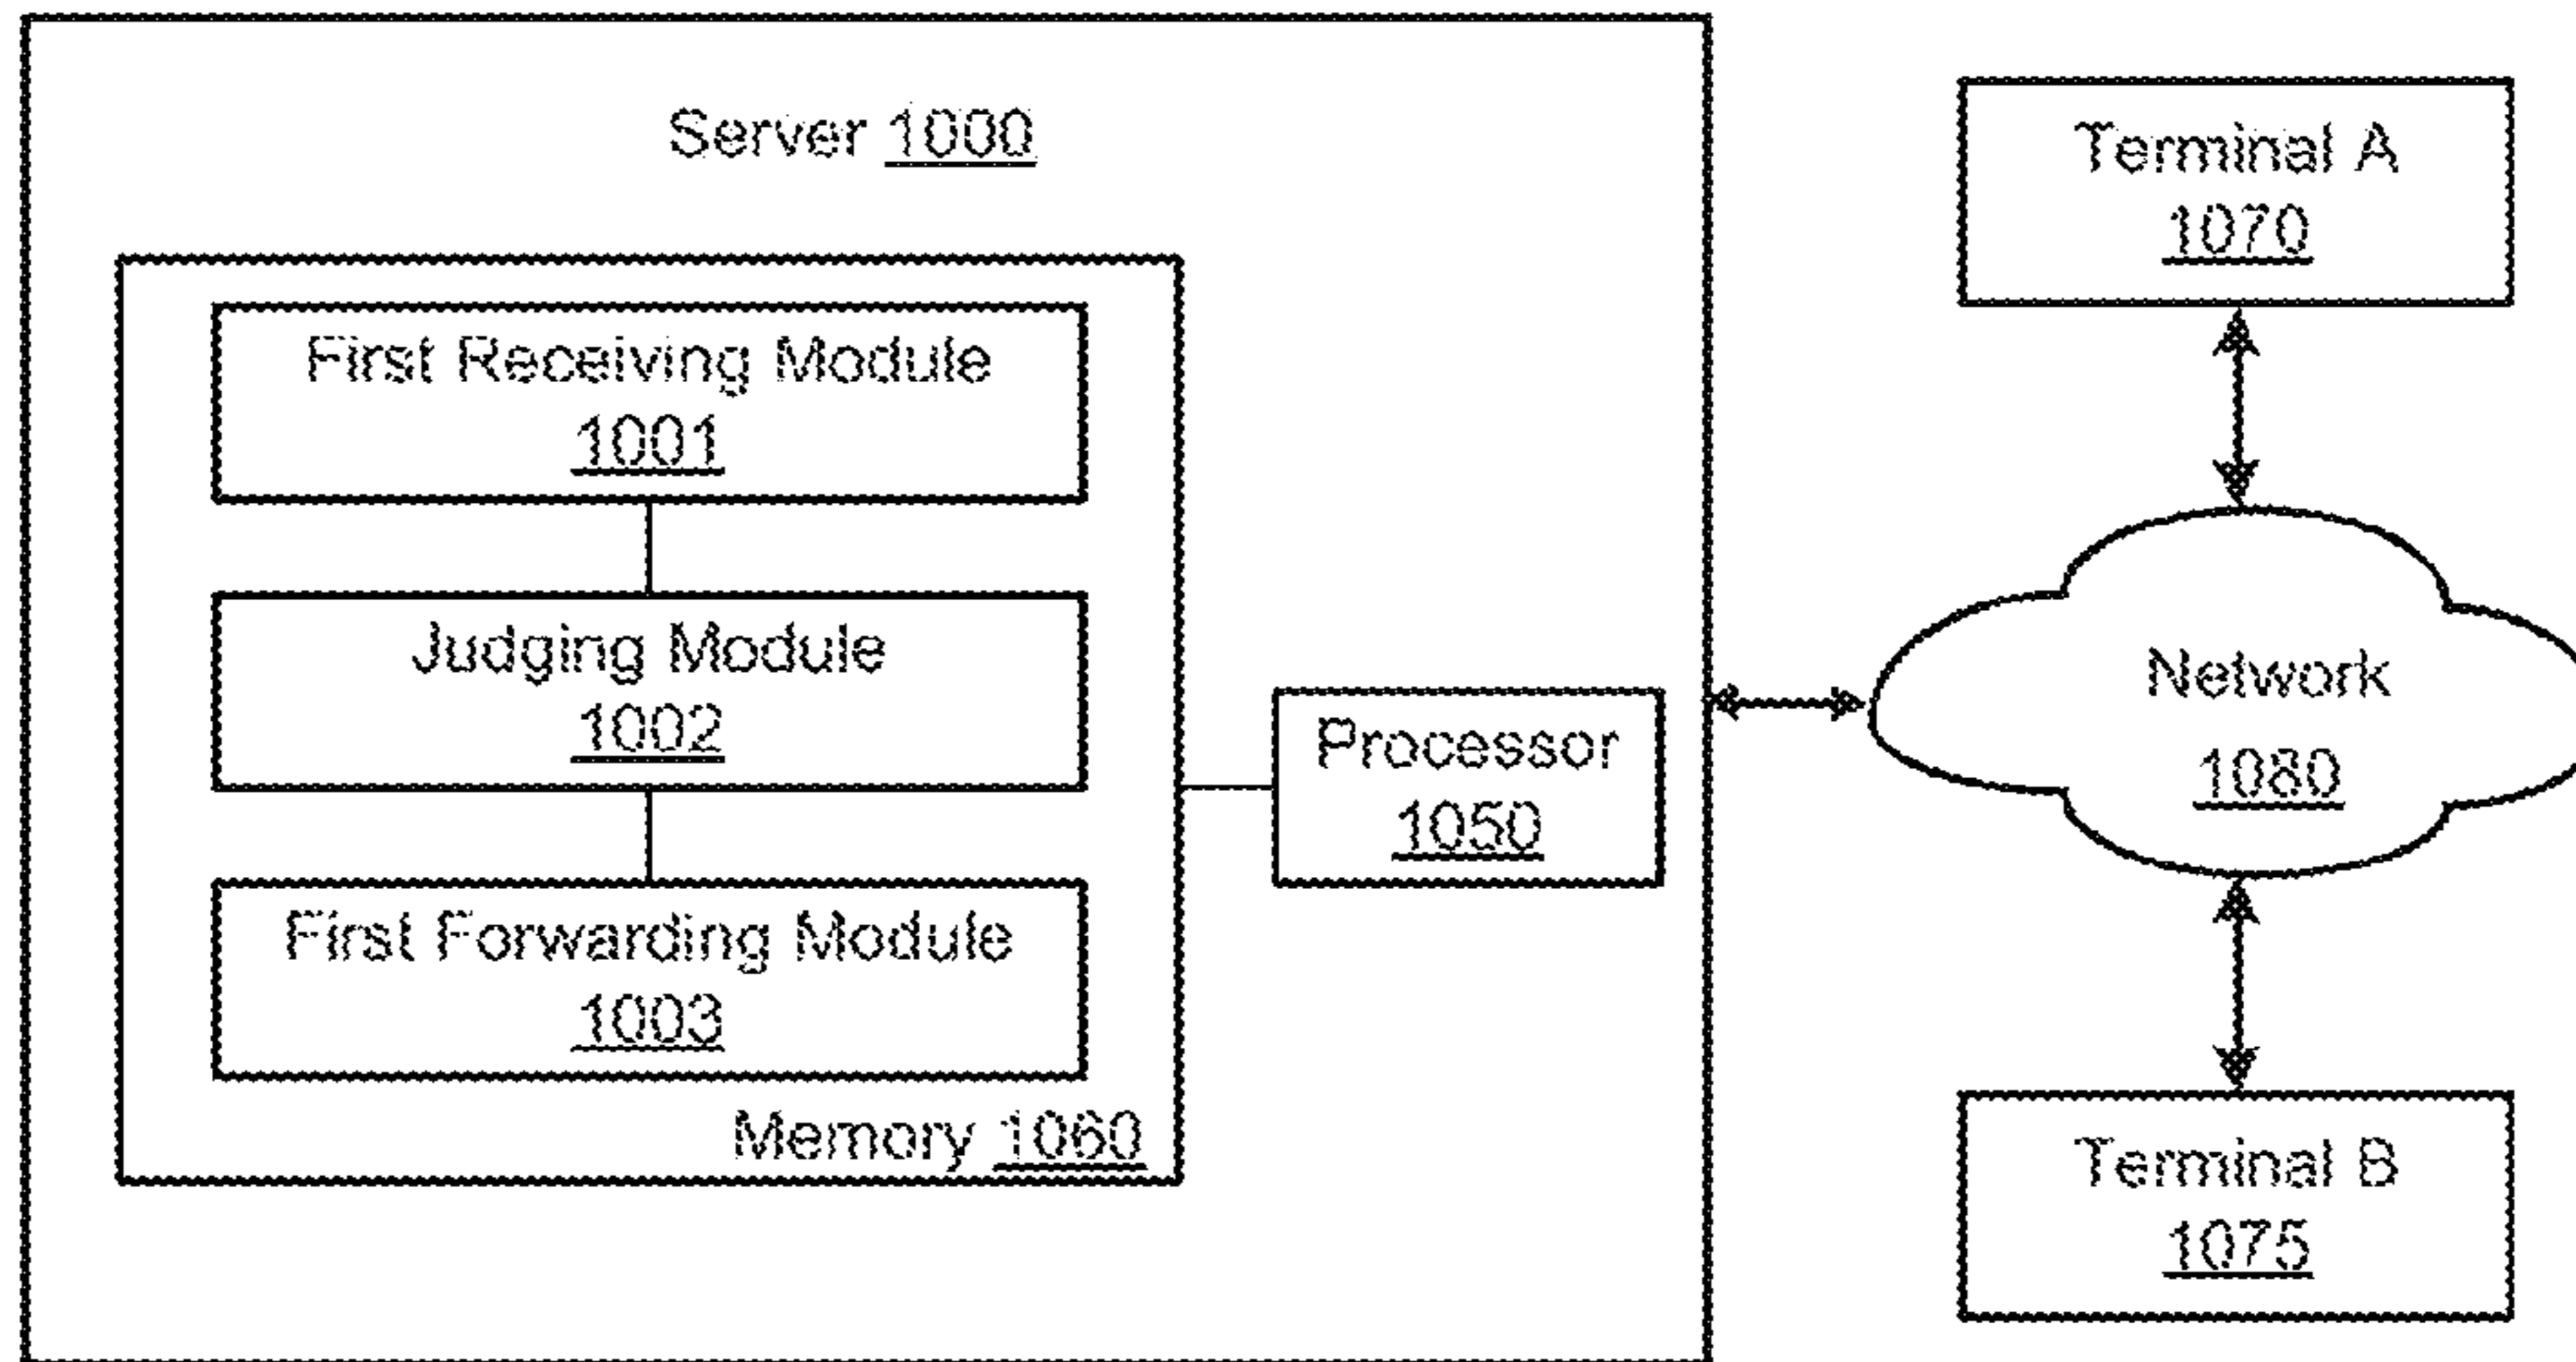 Server 1000
First Receiving Module
1001
Judging Module
1002
First Forwarding Module
1003
Memory 1060
Processor
1050
Terminal A
1070
Network
1080
Terminal B
1075